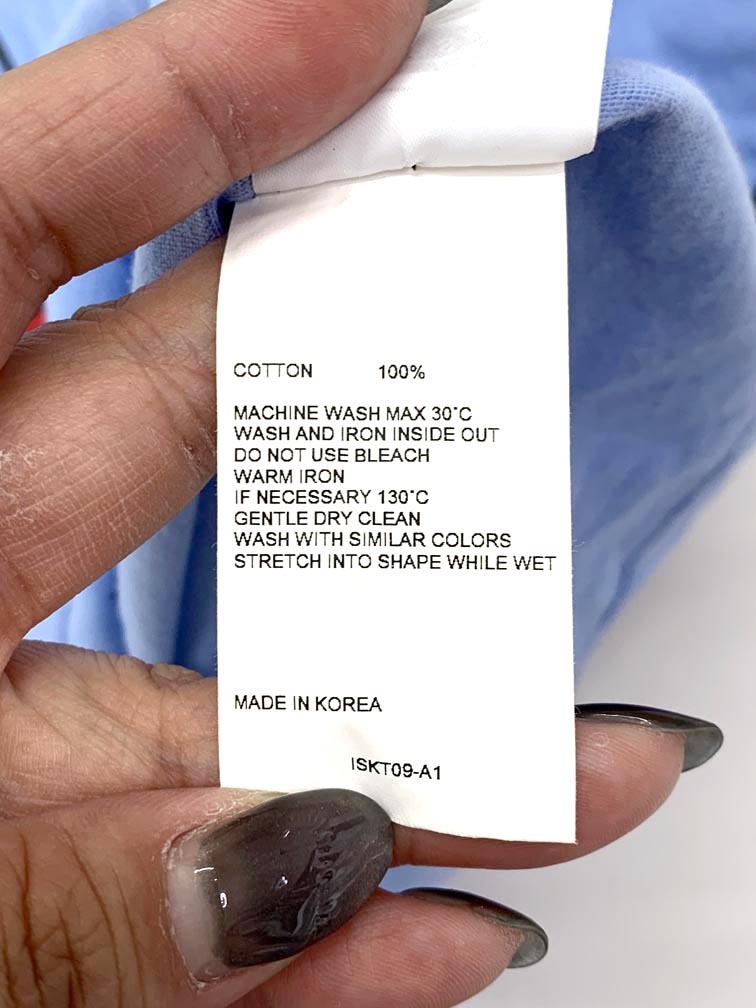 COTTON 100%
MACHINE WASH MAX 30°C
WASH AND IRON INSIDE OUT
DO NOT USE BLEACH
WARM IRON
IF NECESSARY 130°C
GENTLE DRY CLEAN
WASH WITH SIMILAR COLORS
STRETCH INTO SHAPE WHILE WET
MADE IN KOREA
ISKT09-A1